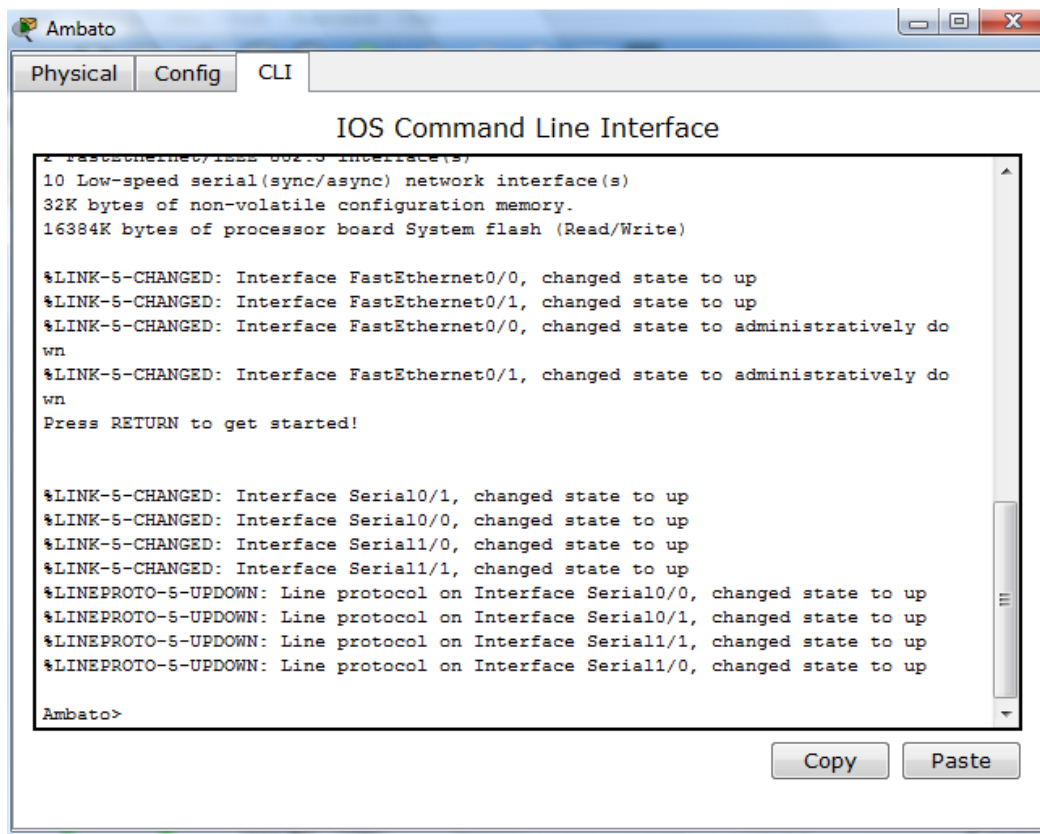 Ambato
Physical Config CLI
IOS Command Line Interface
2 FastEthernet/IEEE 802.3 interface(s)
10 Low-speed serial(sync/async) network interface(s)
32K bytes of non-volatile configuration memory.
16384K bytes of processor board System flash (Read/Write)
%LINK-5-CHANGED: Interface FastEthernet0/0, changed state to up
%LINK-5-CHANGED: Interface FastEthernet0/1, changed state to up
%LINK-5-CHANGED: Interface FastEthernet0/0, changed state to administratively do
wn
%LINK-5-CHANGED: Interface FastEthernet0/1, changed state to administratively do
wn
Press RETURN to get started!
%LINK-5-CHANGED: Interface Serial0/1, changed state to up
%LINK-5-CHANGED: Interface Serial0/0, changed state to up
%LINK-5-CHANGED: Interface Serial1/0, changed state to up
%LINK-5-CHANGED: Interface Serial1/1, changed state to up
%LINEPROTO-5-UPDOWN: Line protocol on Interface Serial0/0, changed state to up
%LINEPROTO-5-UPDOWN: Line protocol on Interface Serial0/1, changed state to up
%LINEPROTO-5-UPDOWN: Line protocol on Interface Serial1/1, changed state to up
%LINEPROTO-5-UPDOWN: Line protocol on Interface Serial1/0, changed state to up
Ambato>
Copy Paste